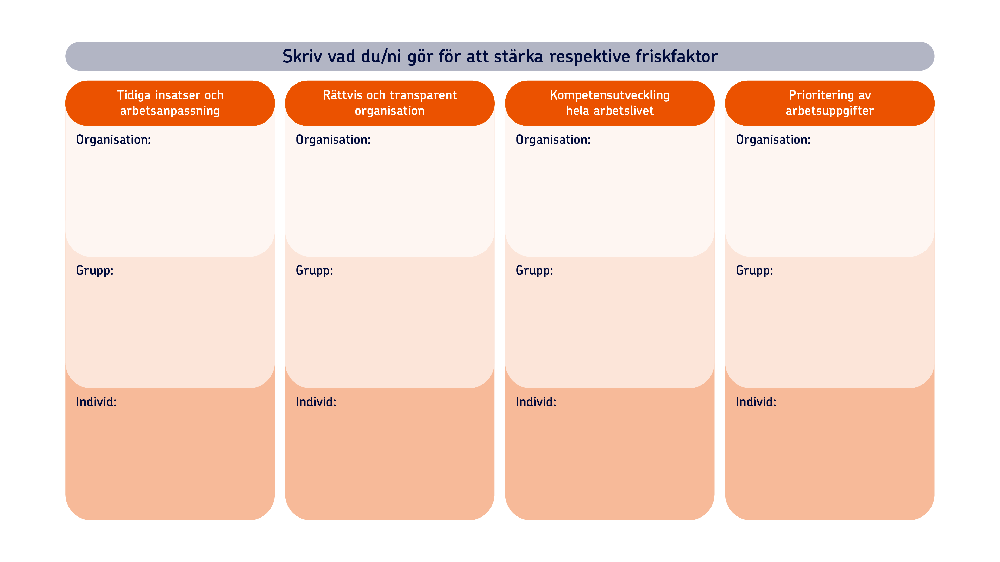 Skriv vad du/ni gör för att stärka respektive friskfaktor
Tidiga insatser och
arbetsanpassning
Organisation:
Grupp:
Individ:
Rättvis och transparent
organisation
Organisation:
Grupp:
Individ:
Kompetensutveckling
hela arbetslivet
Organisation:
Grupp:
Individ:
Prioritering av
arbetsuppgifter
Organisation:
Grupp:
Individ: